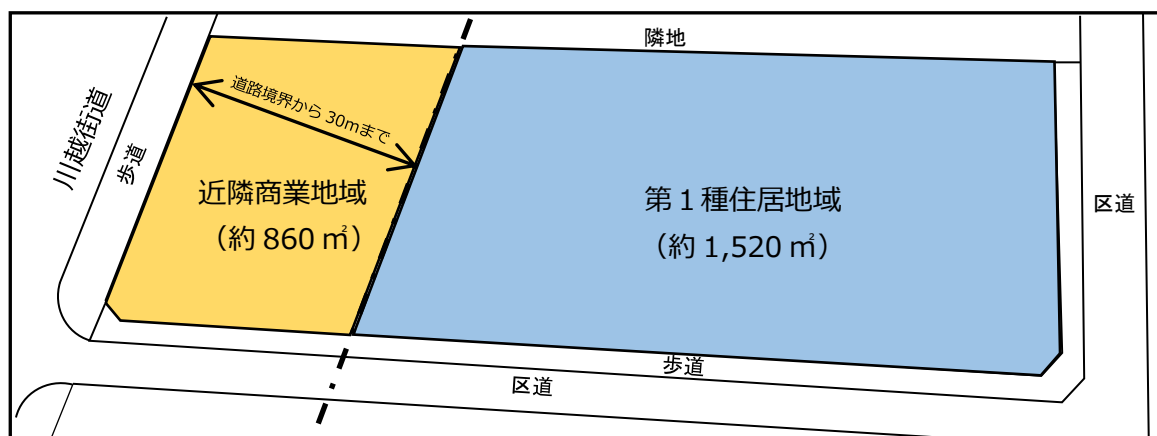 隣地
道路境界から 30mまで
川越街道
歩道
近隣商業地域
（約 860 ㎡）
第１種住居地域
（約 1,520 ㎡）
区道
歩道
区道